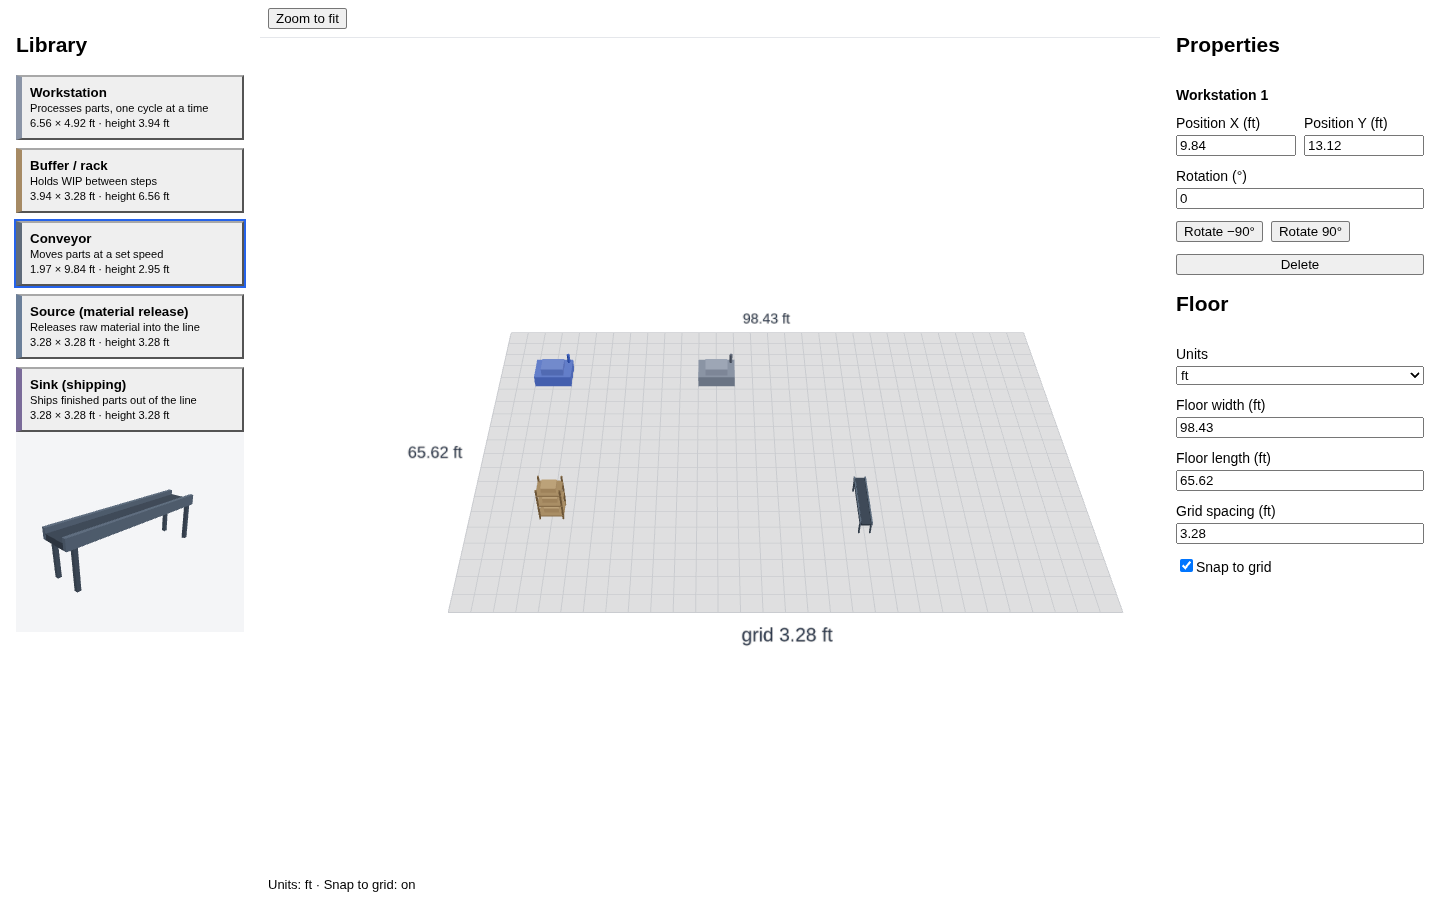 Zoom to fit
Library
Workstation
Processes parts, one cycle at a time
6.56 × 4.92 ft · height 3.94 ft
Buffer / rack
Holds WIP between steps
3.94 × 3.28 ft · height 6.56 ft
Conveyor
Moves parts at a set speed
1.97 × 9.84 ft · height 2.95 ft
Source (material release)
Releases raw material into the line
3.28 × 3.28 ft · height 3.28 ft
Sink (shipping)
Ships finished parts out of the line
3.28 × 3.28 ft · height 3.28 ft
98.43 ft
65.62 ft
grid 3.28 ft
Units: ft · Snap to grid: on
Properties
Workstation 1
Position X (ft) Position Y (ft)
9.84 13.12
Rotation (°)
0
Rotate −90° Rotate 90°
Delete
Floor
Units
ft
Floor width (ft)
98.43
Floor length (ft)
65.62
Grid spacing (ft)
3.28
Snap to grid